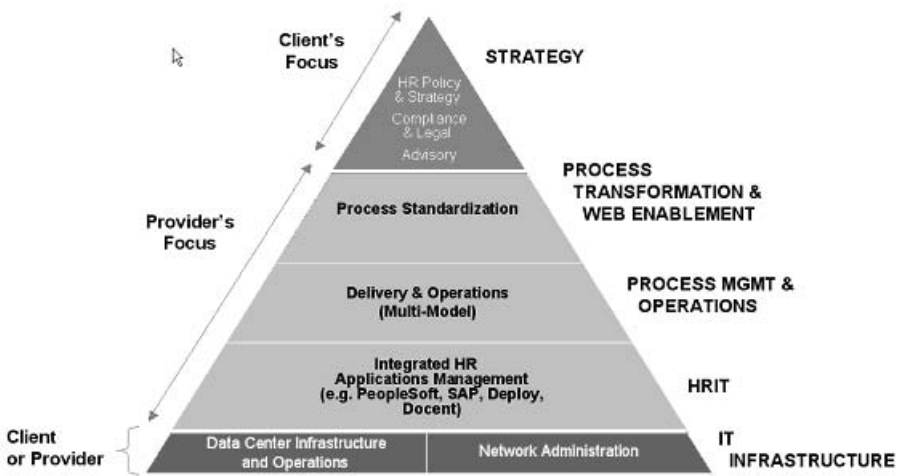 Client's
Focus
STRATEGY
HR Policy
& Strategy
Compliance
& Legal
Advisory
PROCESS
TRANSFORMATION &
WEB ENABLEMENT
Process Standardization
Provider's
Focus
PROCESS MGMT &
OPERATIONS
Delivery & Operations
(Multi-Model)
Integrated HR
Applications Management
(e.g. PeopleSoft, SAP, Deploy,
Docent)
HRIT
Client
or Provider
Data Center Infrastructure
and Operations
Network Administration
IT
INFRASTRUCTURE